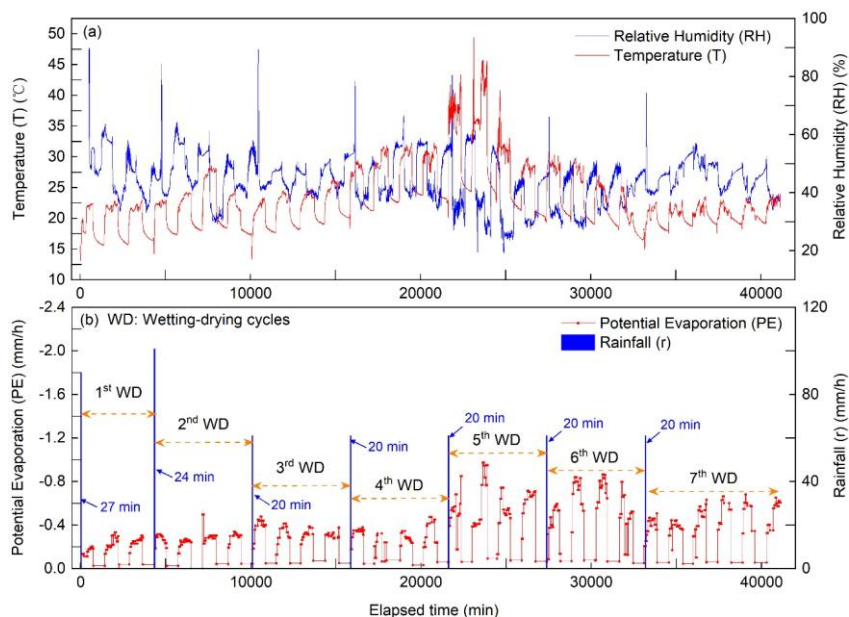 (a)
Relative Humidity (RH)
Temperature (T)
50
45
40
35
30
25
20
15
10
Temperature (T) (℃)
100
80
60
40
20
Relative Humidity (RH) (%)
0 10000 20000 30000 40000
(b) WD: Wetting-drying cycles
Potential Evaporation (PE)
Rainfall (r)
-2.4
-2.0
-1.6
-1.2
-0.8
-0.4
0.0
Potential Evaporation (PE) (mm/h)
120
100
80
60
40
20
0
Rainfall (r) (mm/h)
1st WD
2nd WD
3rd WD
4th WD
5th WD
6th WD
7th WD
27 min
24 min
20 min
20 min
20 min
20 min
20 min
0 10000 20000 30000 40000
Elapsed time (min)